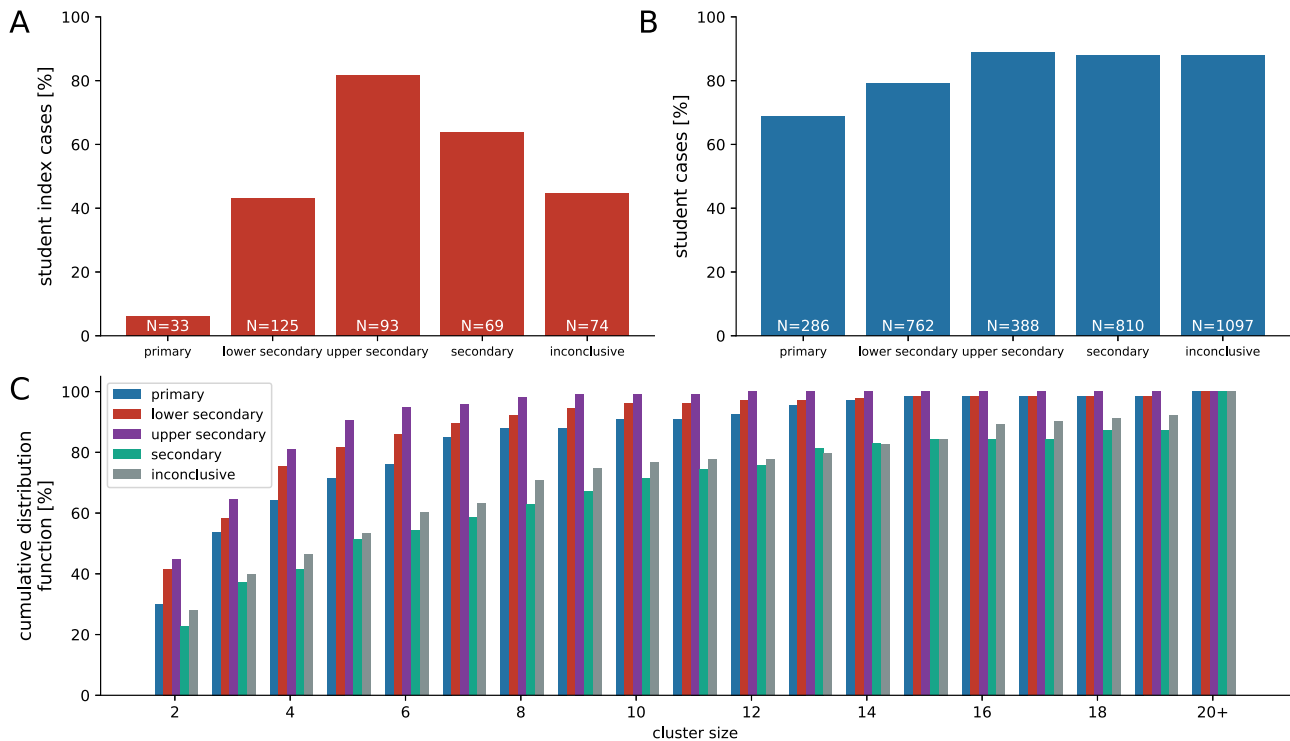 A
student index cases [%]
100
80
60
40
20
0
N=33 N=125 N=93 N=69 N=74
primary lower secondary upper secondary secondary inconclusive
B
student cases [%]
100
80
60
40
20
0
N=286 N=762 N=388 N=810 N=1097
primary lower secondary upper secondary secondary inconclusive
C
cumulative distribution
function [%]
100
80
60
40
20
0
primary
lower secondary
upper secondary
secondary
inconclusive
2 4 6 8 10 12 14 16 18 20+
cluster size